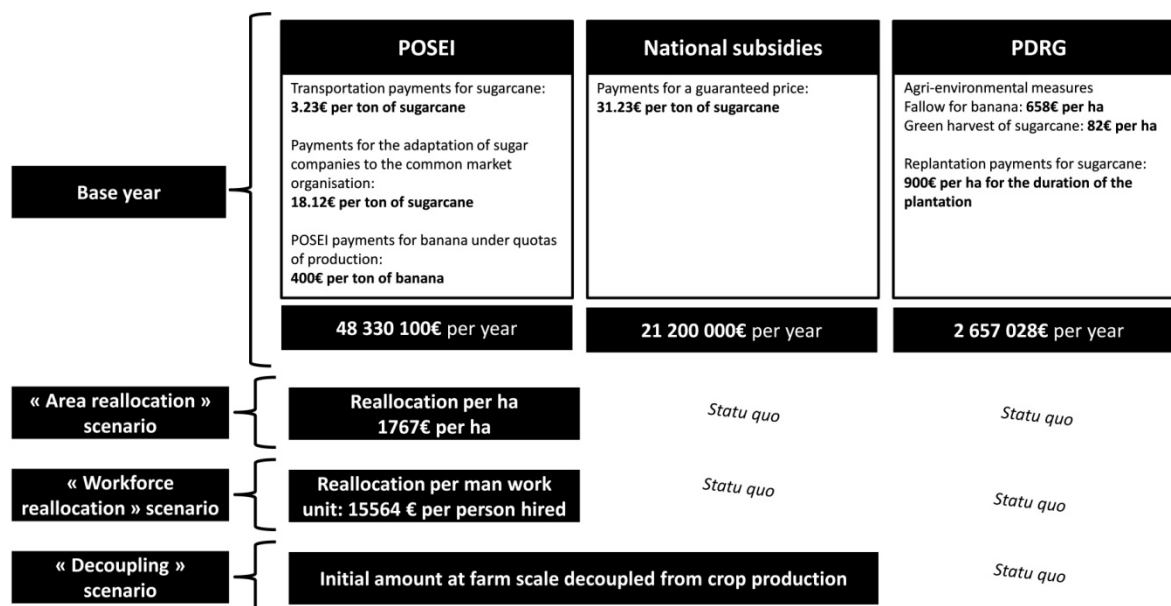 Base year
POSEI
Transportation payments for sugarcane:
3.23€ per ton of sugarcane
Payments for the adaptation of sugar
companies to the common market
organisation:
18.12€ per ton of sugarcane
POSEI payments for banana under quotas
of production:
400€ per ton of banana
48 330 100€ per year
National subsidies
Payments for a guaranteed price:
31.23€ per ton of sugarcane
21 200 000€ per year
PDRG
Agri-environmental measures
Fallow for banana: 658€ per ha
Green harvest of sugarcane: 82€ per ha
Replantation payments for sugarcane:
900€ per ha for the duration of the
plantation
2 657 028€ per year
« Area reallocation »
scenario
Reallocation per ha
1767€ per ha
Statu quo
Statu quo
« Workforce
reallocation » scenario
Reallocation per man work
unit: 15564 € per person hired
Statu quo
Statu quo
« Decoupling »
scenario
Initial amount at farm scale decoupled from crop production
Statu quo